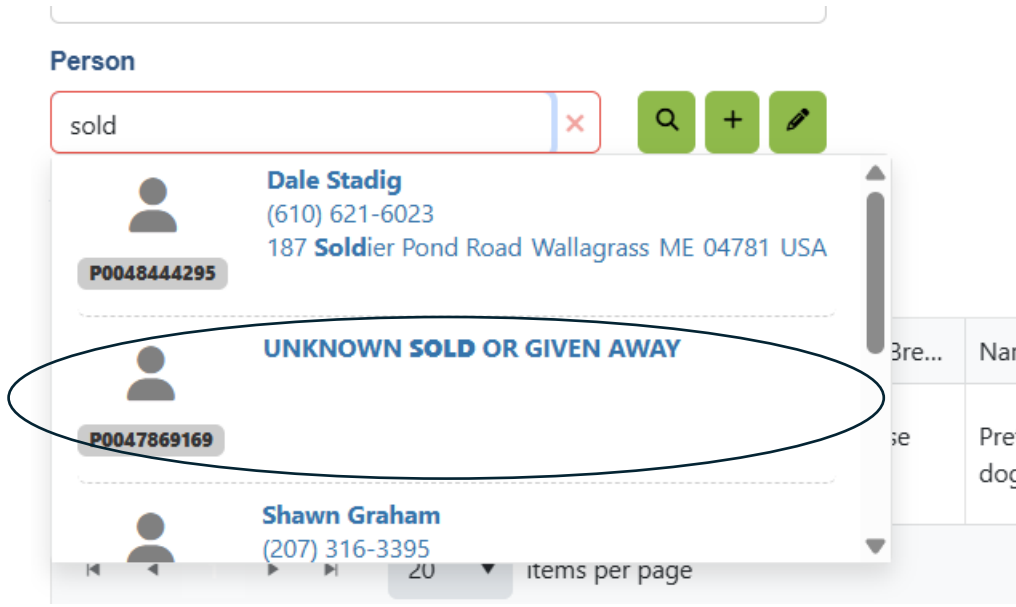 Person
sold
Dale Stadig
(610) 621-6023
187 Soldier Pond Road Wallagrass ME 04781 USA
P0048444295
UNKNOWN SOLD OR GIVEN AWAY
P0047869169
Shawn Graham
(207) 316-3395
20 items per page
Bre...